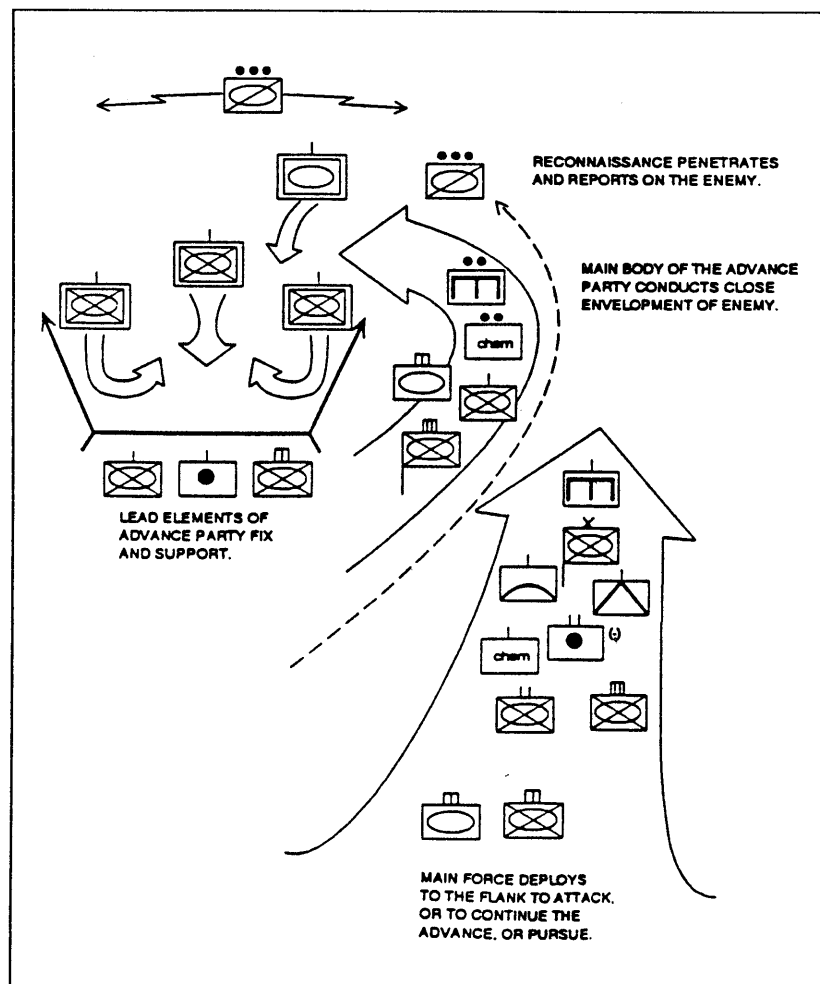 RECONNAISSANCE PENETRATES
AND REPORTS ON THE ENEMY.
MAIN BODY OF THE ADVANCE
PARTY CONDUCTS CLOSE
ENVELOPMENT OF ENEMY.
chem
LEAD ELEMENTS OF
ADVANCE PARTY FIX
AND SUPPORT.
(-)
chem
MAIN FORCE DEPLOYS
TO THE FLANK TO ATTACK,
OR TO CONTINUE THE
ADVANCE, OR PURSUE.